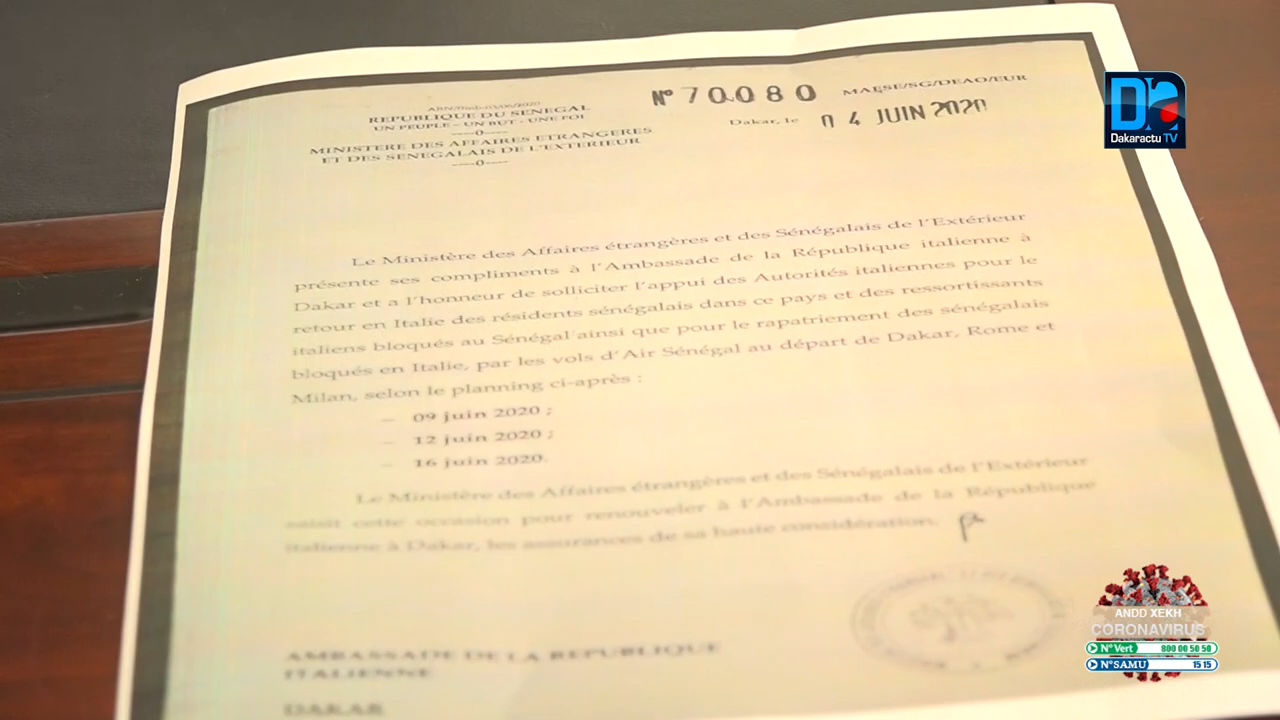 REPUBLIQUE DU SENEGAL
UN PEUPLE – UN BUT – UNE FOI
----0----
MINISTERE DES AFFAIRES ETRANGERES
ET DES SENEGALAIS DE L'EXTERIEUR
----0----
N° 70080 MAESE/SG/DEAO/EUR
Dakar, le 04 JUIN 2020
Le Ministère des Affaires étrangères et des Sénégalais de l'Extérieur
présente ses compliments à l'Ambassade de la République italienne à
Dakar et a l'honneur de solliciter l'appui des Autorités italiennes pour le
retour en Italie des résidents sénégalais dans ce pays et des ressortissants
italiens bloqués au Sénégal ainsi que pour le rapatriement des sénégalais
bloqués en Italie, par les vols d'Air Sénégal au départ de Dakar, Rome et
Milan, selon le planning ci-après :
– 09 juin 2020 ;
– 12 juin 2020 ;
– 16 juin 2020.
Le Ministère des Affaires étrangères et des Sénégalais de l'Extérieur
saisit cette occasion pour renouveler à l'Ambassade de la République
italienne à Dakar, les assurances de sa haute considération.
AMBASSADE DE LA REPUBLIQUE
ITALIENNE
DAKAR
Dakaractu TV
ANDD XEKH
CORONAVIRUS
N° Vert 800 00 50 50
N° SAMU 15 15